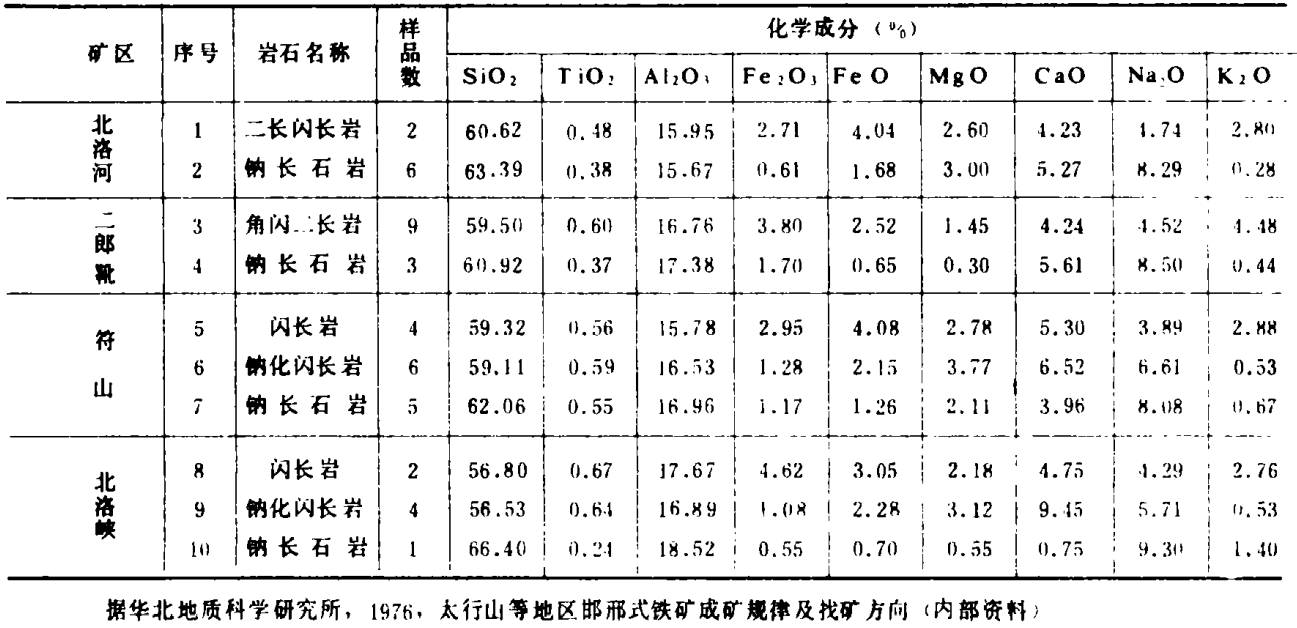 矿区 序号 岩石名称 样品数 化学成分（%）
SiO₂ TiO₂ Al₂O₃ Fe₂O₃ FeO MgO CaO Na₂O K₂O
北洛河 1 二长闪长岩 2 60.62 0.48 15.95 2.71 4.04 2.60 4.23 4.74 2.80
2 钠长石岩 6 63.39 0.38 15.67 0.61 1.68 3.00 5.27 8.29 0.28
二郎靴 3 角闪二长岩 9 59.50 0.60 16.76 3.80 2.52 1.45 4.24 4.52 4.48
4 钠长石岩 3 60.92 0.37 17.38 1.70 0.65 0.30 5.61 8.50 0.44
符山 5 闪长岩 4 59.32 0.56 15.78 2.95 4.08 2.78 5.30 3.89 2.88
6 钠化闪长岩 6 59.11 0.59 16.53 1.28 2.15 3.77 6.52 6.61 0.53
7 钠长石岩 5 62.06 0.55 16.96 1.17 1.26 2.11 3.96 8.08 0.67
北洛峡 8 闪长岩 2 56.80 0.67 17.67 4.62 3.05 2.18 4.75 4.29 2.76
9 钠化闪长岩 4 56.53 0.64 16.89 1.08 2.28 3.12 9.45 5.71 0.53
10 钠长石岩 1 66.40 0.24 18.52 0.55 0.70 0.55 0.75 9.30 1.40
据华北地质科学研究所，1976，太行山等地区邯邢式铁矿成矿规律及找矿方向（内部资料）